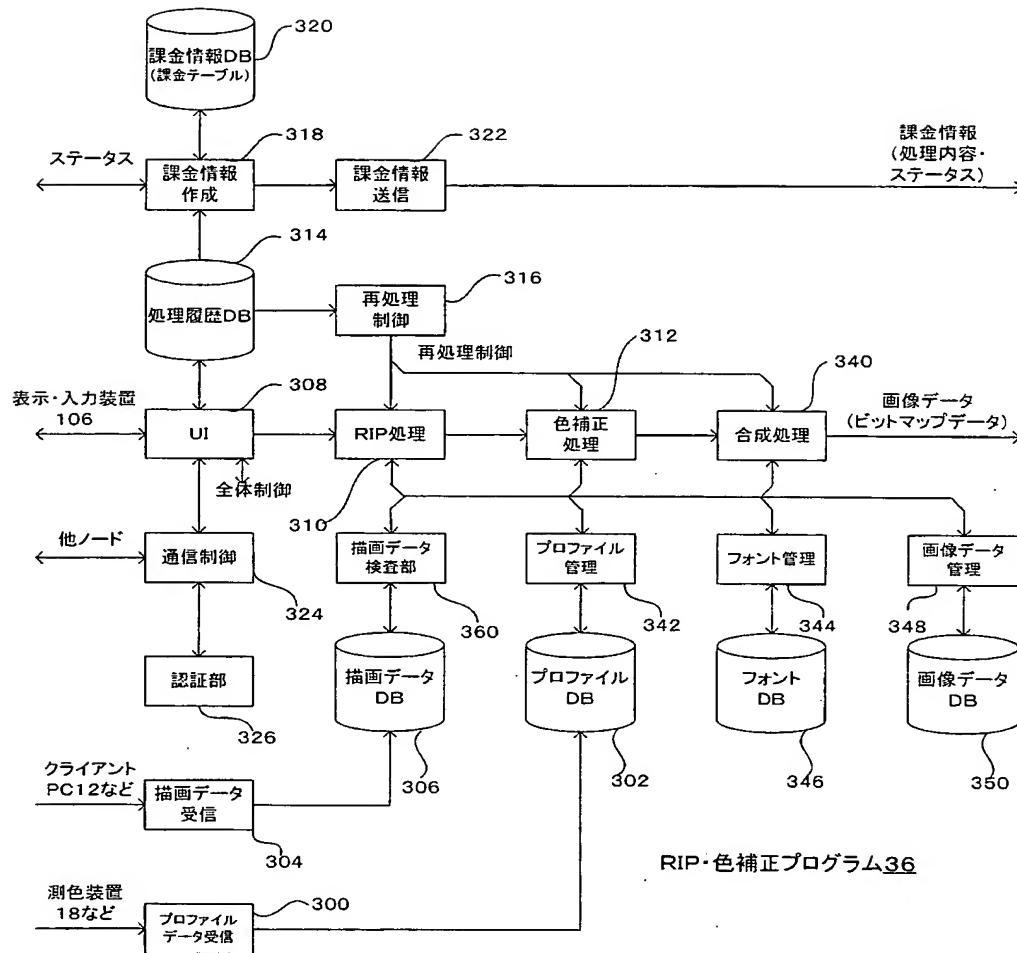 320
課金情報DB
(課金テーブル)
318
322
課金情報
(処理内容・
ステータス)
ステータス
課金情報
作成
課金情報
送信
314
316
処理履歴DB
再処理
制御
再処理制御
312
340
308
表示・入力装置
106
UI
RIP処理
色補正
処理
合成処理
画像データ
(ビットマップデータ)
全体制御
310
他ノード
通信制御
描画データ
検査部
プロファイル
管理
フォント管理
画像データ
管理
324
360
342
344
348
認証部
描画データ
DB
プロファイル
DB
フォント
DB
画像データ
DB
326
306
302
346
350
クライアント
PC12など
描画データ
受信
304
RIP・色補正プログラム36
測色装置
18など
300
プロファイル
データ受信